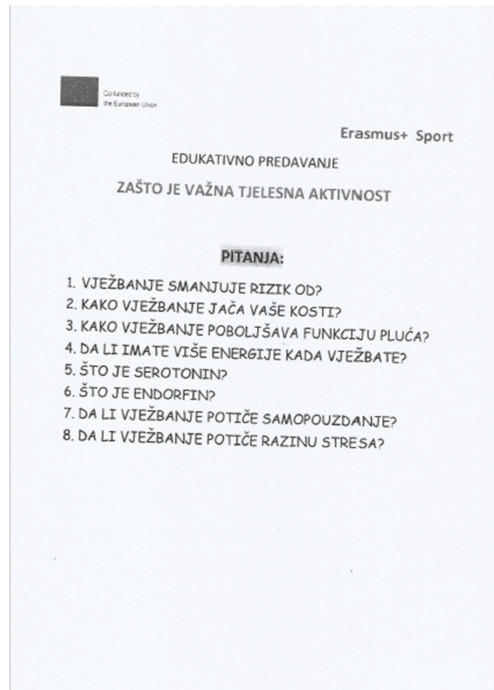 Co-funded by
the European Union
Erasmus+ Sport
EDUKATIVNO PREDAVANJE
ZAŠTO JE VAŽNA TJELESNA AKTIVNOST
PITANJA:
1. VJEŽBANJE SMANJUJE RIZIK OD?
2. KAKO VJEŽBANJE JAČA VAŠE KOSTI?
3. KAKO VJEŽBANJE POBOLJŠAVA FUNKCIJU PLUĆA?
4. DA LI IMATE VIŠE ENERGIJE KADA VJEŽBATE?
5. ŠTO JE SEROTONIN?
6. ŠTO JE ENDORFIN?
7. DA LI VJEŽBANJE POTIČE SAMOPOUZDANJE?
8. DA LI VJEŽBANJE POTIČE RAZINU STRESA?